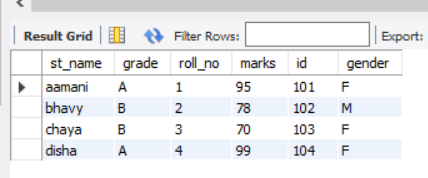 Result Grid Filter Rows: Export:
st_name grade roll_no marks id gender
aamani A 1 95 101 F
bhavy B 2 78 102 M
chaya B 3 70 103 F
disha A 4 99 104 F